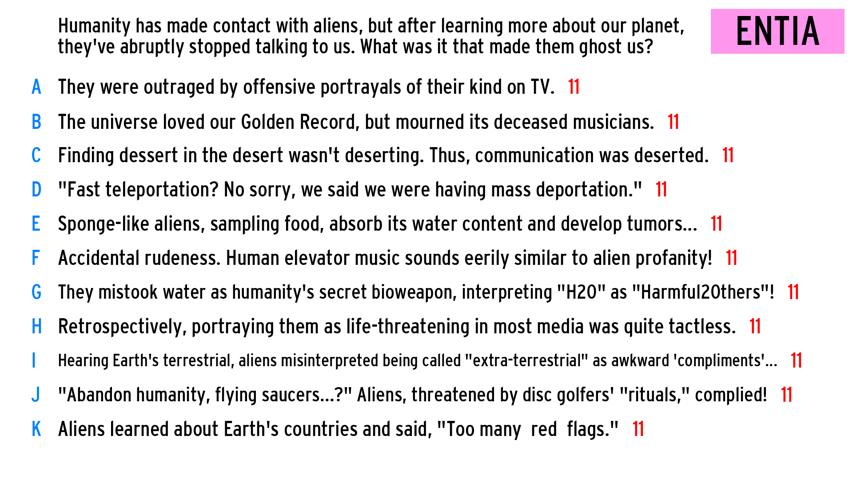 Humanity has made contact with aliens, but after learning more about our planet,
they've abruptly stopped talking to us. What was it that made them ghost us?
ENTIA
A They were outraged by offensive portrayals of their kind on TV. 11
B The universe loved our Golden Record, but mourned its deceased musicians. 11
C Finding dessert in the desert wasn't deserting. Thus, communication was deserted. 11
D "Fast teleportation? No sorry, we said we were having mass deportation." 11
E Sponge-like aliens, sampling food, absorb its water content and develop tumors... 11
F Accidental rudeness. Human elevator music sounds eerily similar to alien profanity! 11
G They mistook water as humanity's secret bioweapon, interpreting "H20" as "Harmful20thers"! 11
H Retrospectively, portraying them as life-threatening in most media was quite tactless. 11
I Hearing Earth's terrestrial, aliens misinterpreted being called "extra-terrestrial" as awkward 'compliments'... 11
J "Abandon humanity, flying saucers...?" Aliens, threatened by disc golfers' "rituals," complied! 11
K Aliens learned about Earth's countries and said, "Too many red flags." 11